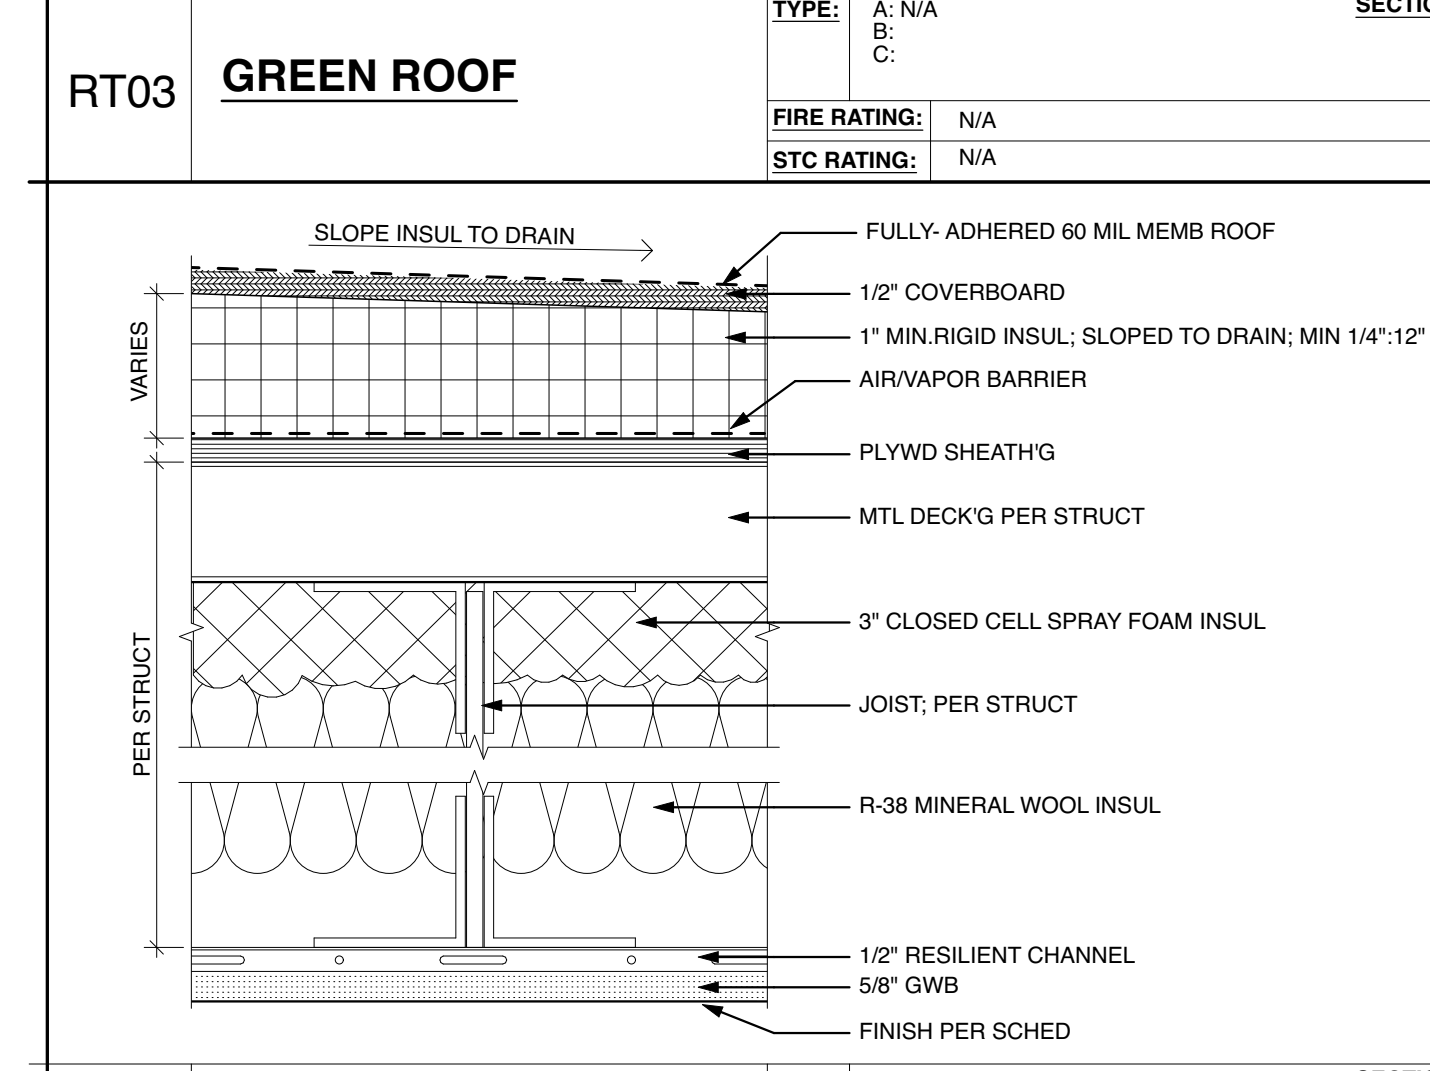 RT03
GREEN ROOF
TYPE:
A: N/A
B:
C:
FIRE RATING:
N/A
STC RATING:
N/A
SLOPE INSUL TO DRAIN
VARIES
PER STRUCT
FULLY- ADHERED 60 MIL MEMB ROOF
1/2" COVERBOARD
1" MIN.RIGID INSUL; SLOPED TO DRAIN; MIN 1/4":12"
AIR/VAPOR BARRIER
PLYWD SHEATH'G
MTL DECK'G PER STRUCT
3" CLOSED CELL SPRAY FOAM INSUL
JOIST; PER STRUCT
R-38 MINERAL WOOL INSUL
1/2" RESILIENT CHANNEL
5/8" GWB
FINISH PER SCHED